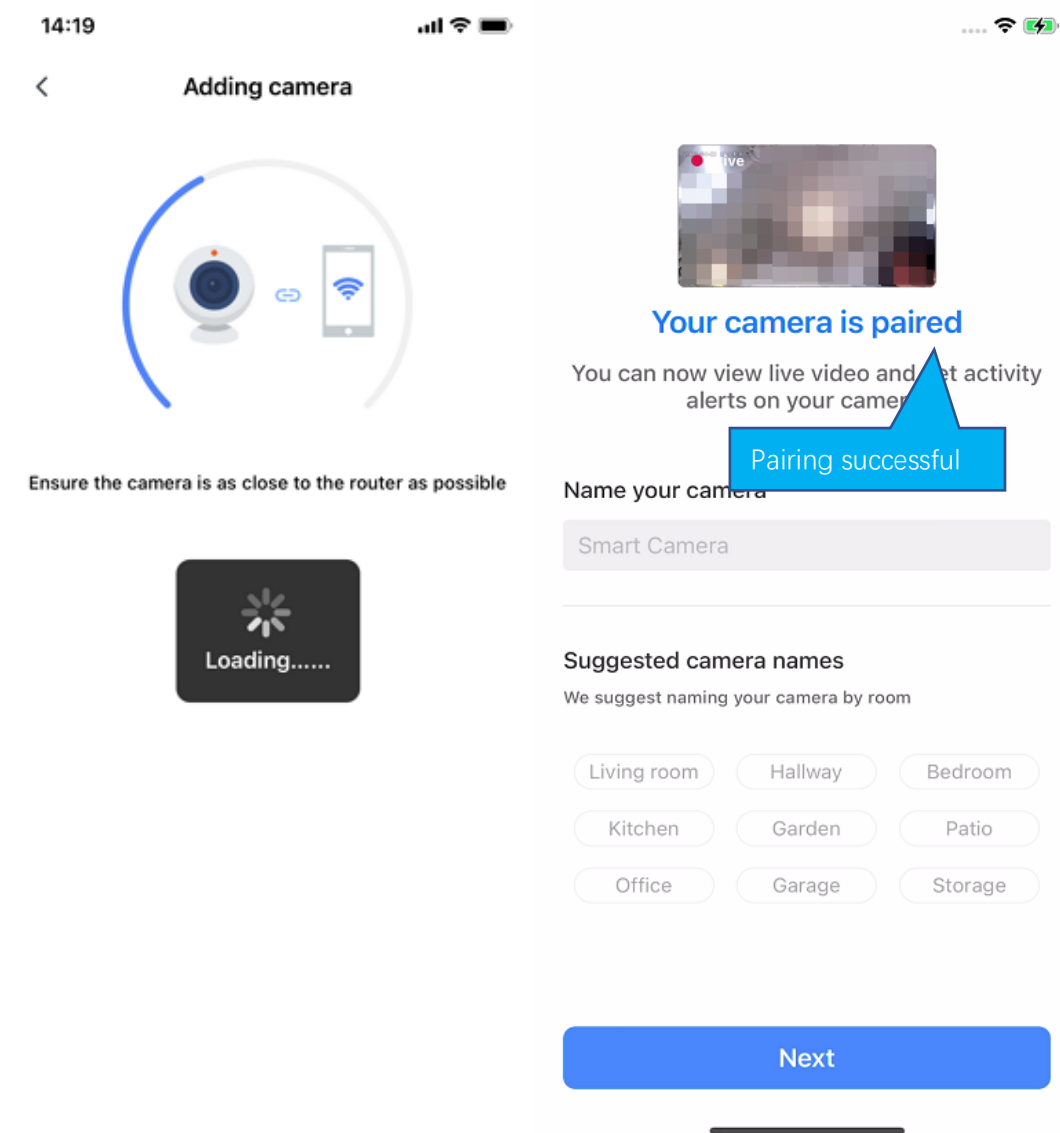 14:19
Adding camera
Ensure the camera is as close to the router as possible
Loading......
Your camera is paired
You can now view live video and activity
alerts on your
Pairing successful
Name your camera
Smart Camera
Suggested camera names
We suggest naming your camera by room
Living room
Hallway
Bedroom
Kitchen
Garden
Patio
Office
Garage
Storage
Next